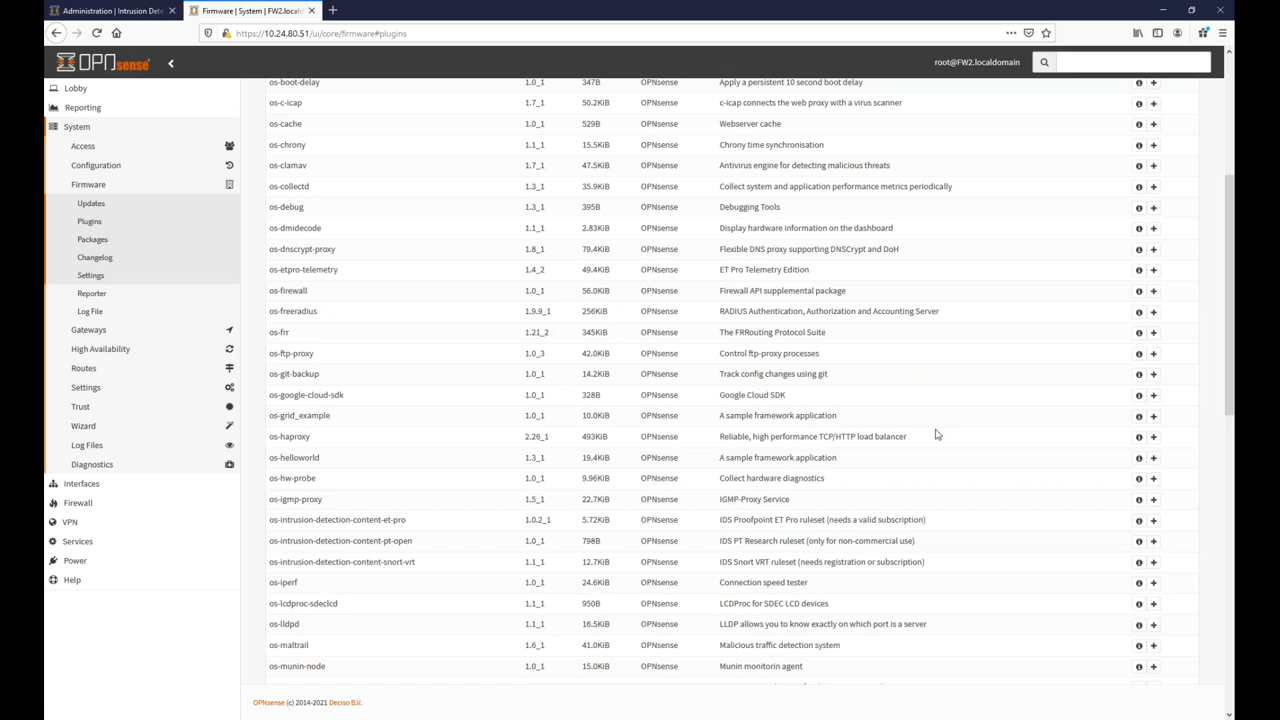 Administration | Intrusion Dete
Firmware | System | FW2.locald
https://10.24.80.51/ui/core/firmware#plugins
OPNsense
root@FW2.localdomain
Lobby
Reporting
System
Access
Configuration
Firmware
Updates
Plugins
Packages
Changelog
Settings
Reporter
Log File
Gateways
High Availability
Routes
Settings
Trust
Wizard
Log Files
Diagnostics
Interfaces
Firewall
VPN
Services
Power
Help
os-boot-delay 1.0_1 347B OPNsense Apply a persistent 10 second boot delay
os-c-icap 1.7_1 50.2KiB OPNsense c-icap connects the web proxy with a virus scanner
os-cache 1.0_1 529B OPNsense Webserver cache
os-chrony 1.1_1 15.5KiB OPNsense Chrony time synchronisation
os-clamav 1.7_1 47.5KiB OPNsense Antivirus engine for detecting malicious threats
os-collectd 1.3_1 35.9KiB OPNsense Collect system and application performance metrics periodically
os-debug 1.3_1 395B OPNsense Debugging Tools
os-dmidecode 1.1_1 2.83KiB OPNsense Display hardware information on the dashboard
os-dnscrypt-proxy 1.8_1 79.4KiB OPNsense Flexible DNS proxy supporting DNSCrypt and DoH
os-etpro-telemetry 1.4_2 49.4KiB OPNsense ET Pro Telemetry Edition
os-firewall 1.0_1 56.0KiB OPNsense Firewall API supplemental package
os-freeradius 1.9.9_1 256KiB OPNsense RADIUS Authentication, Authorization and Accounting Server
os-frr 1.21_2 345KiB OPNsense The FRRouting Protocol Suite
os-ftp-proxy 1.0_3 42.0KiB OPNsense Control ftp-proxy processes
os-git-backup 1.0_1 14.2KiB OPNsense Track config changes using git
os-google-cloud-sdk 1.0_1 328B OPNsense Google Cloud SDK
os-grid_example 1.0_1 10.0KiB OPNsense A sample framework application
os-haproxy 2.26_1 493KiB OPNsense Reliable, high performance TCP/HTTP load balancer
os-helloworld 1.3_1 19.4KiB OPNsense A sample framework application
os-hw-probe 1.0_1 9.96KiB OPNsense Collect hardware diagnostics
os-igmp-proxy 1.5_1 22.7KiB OPNsense IGMP-Proxy Service
os-intrusion-detection-content-et-pro 1.0.2_1 5.72KiB OPNsense IDS Proofpoint ET Pro ruleset (needs a valid subscription)
os-intrusion-detection-content-pt-open 1.0_1 798B OPNsense IDS PT Research ruleset (only for non-commercial use)
os-intrusion-detection-content-snort-vrt 1.1_1 12.7KiB OPNsense IDS Snort VRT ruleset (needs registration or subscription)
os-iperf 1.0_1 24.6KiB OPNsense Connection speed tester
os-lcdproc-sdeclcd 1.1_1 950B OPNsense LCDProc for SDEC LCD devices
os-lldpd 1.1_1 16.5KiB OPNsense LLDP allows you to know exactly on which port is a server
os-maltrail 1.6_1 41.0KiB OPNsense Malicious traffic detection system
os-munin-node 1.0_1 15.0KiB OPNsense Munin monitorin agent
OPNsense (c) 2014-2021 Deciso B.V.